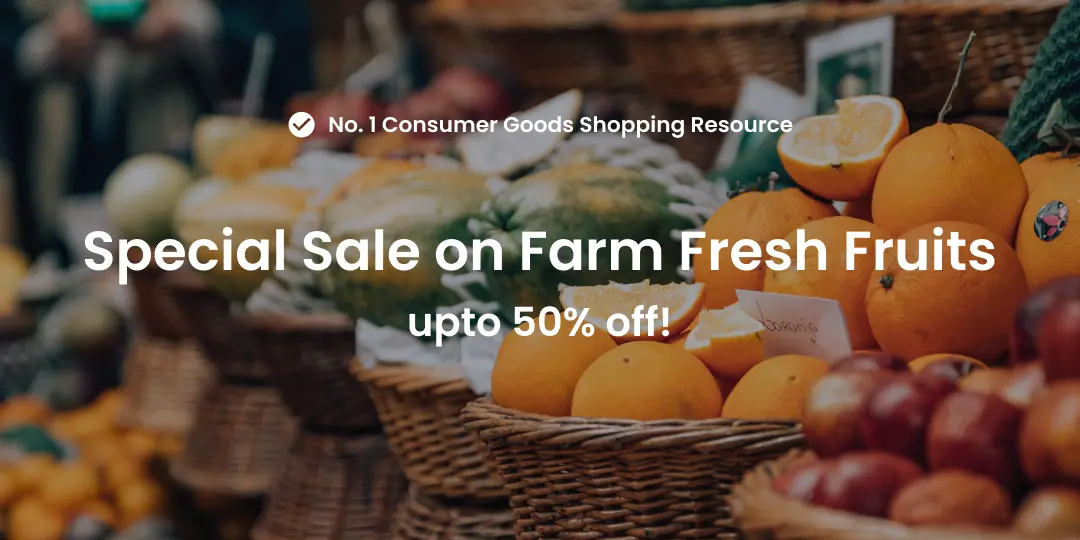 No. 1 Consumer Goods Shopping Resource
Special Sale on Farm Fresh Fruits
upto 50% off!